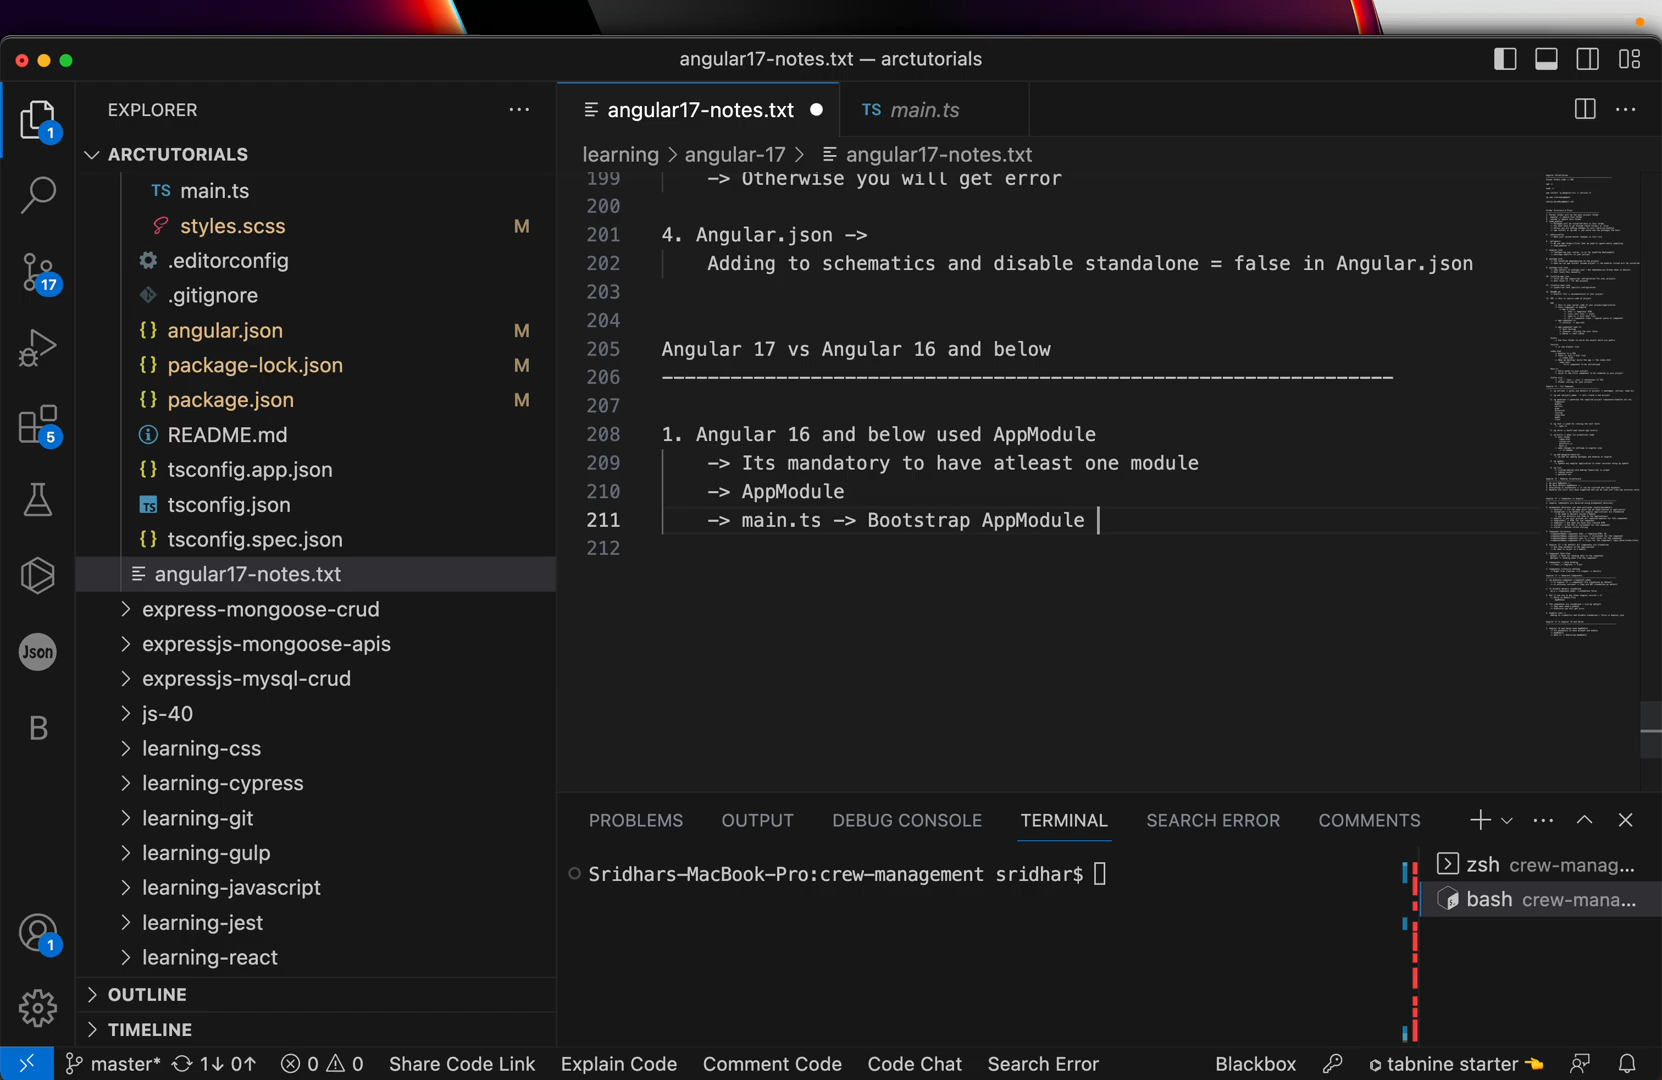 angular17-notes.txt — arctutorials
EXPLORER
ARCTUTORIALS
TS main.ts
styles.scss M
.editorconfig
.gitignore
{} angular.json M
{} package-lock.json M
{} package.json M
README.md
{} tsconfig.app.json
TS tsconfig.json
{} tsconfig.spec.json
angular17-notes.txt
express-mongoose-crud
expressjs-mongoose-apis
expressjs-mysql-crud
js-40
learning-css
learning-cypress
learning-git
learning-gulp
learning-javascript
learning-jest
learning-react
OUTLINE
TIMELINE
1
17
5
Json
B
1
angular17-notes.txt
TS main.ts
learning > angular-17 > angular17-notes.txt
199 -> Otherwise you will get error
200
201 4. Angular.json ->
202 Adding to schematics and disable standalone = false in Angular.json
203
204
205 Angular 17 vs Angular 16 and below
206 ----------------------------------------------------------------
207
208 1. Angular 16 and below used AppModule
209 -> Its mandatory to have atleast one module
210 -> AppModule
211 -> main.ts -> Bootstrap AppModule
212
PROBLEMS OUTPUT DEBUG CONSOLE TERMINAL SEARCH ERROR COMMENTS
Sridhars-MacBook-Pro:crew-management sridhar$
zsh crew-manag...
bash crew-mana...
master* 1↓ 0↑ 0 0 Share Code Link Explain Code Comment Code Code Chat Search Error Blackbox tabnine starter